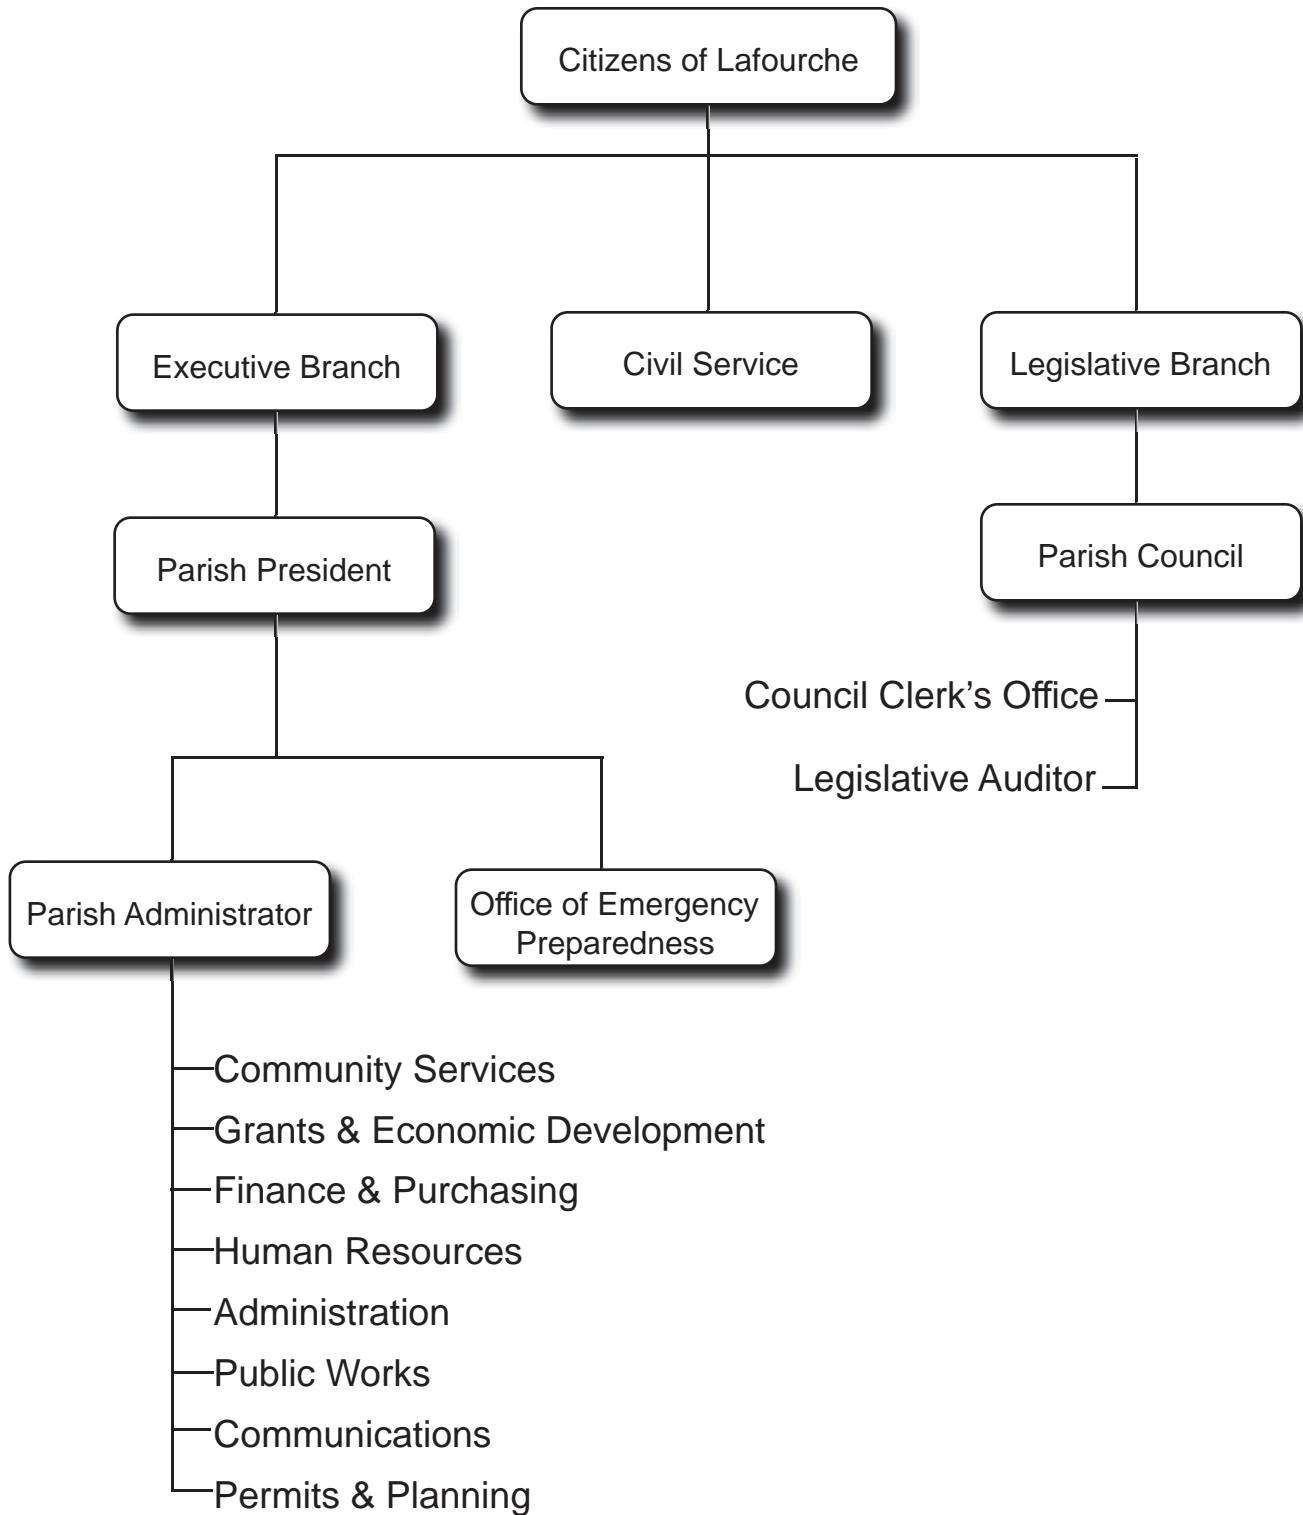 Citizens of Lafourche
Executive Branch
Civil Service
Legislative Branch
Parish President
Parish Council
Council Clerk’s Office
Legislative Auditor
Parish Administrator
Office of Emergency
Preparedness
Community Services
Grants & Economic Development
Finance & Purchasing
Human Resources
Administration
Public Works
Communications
Permits & Planning